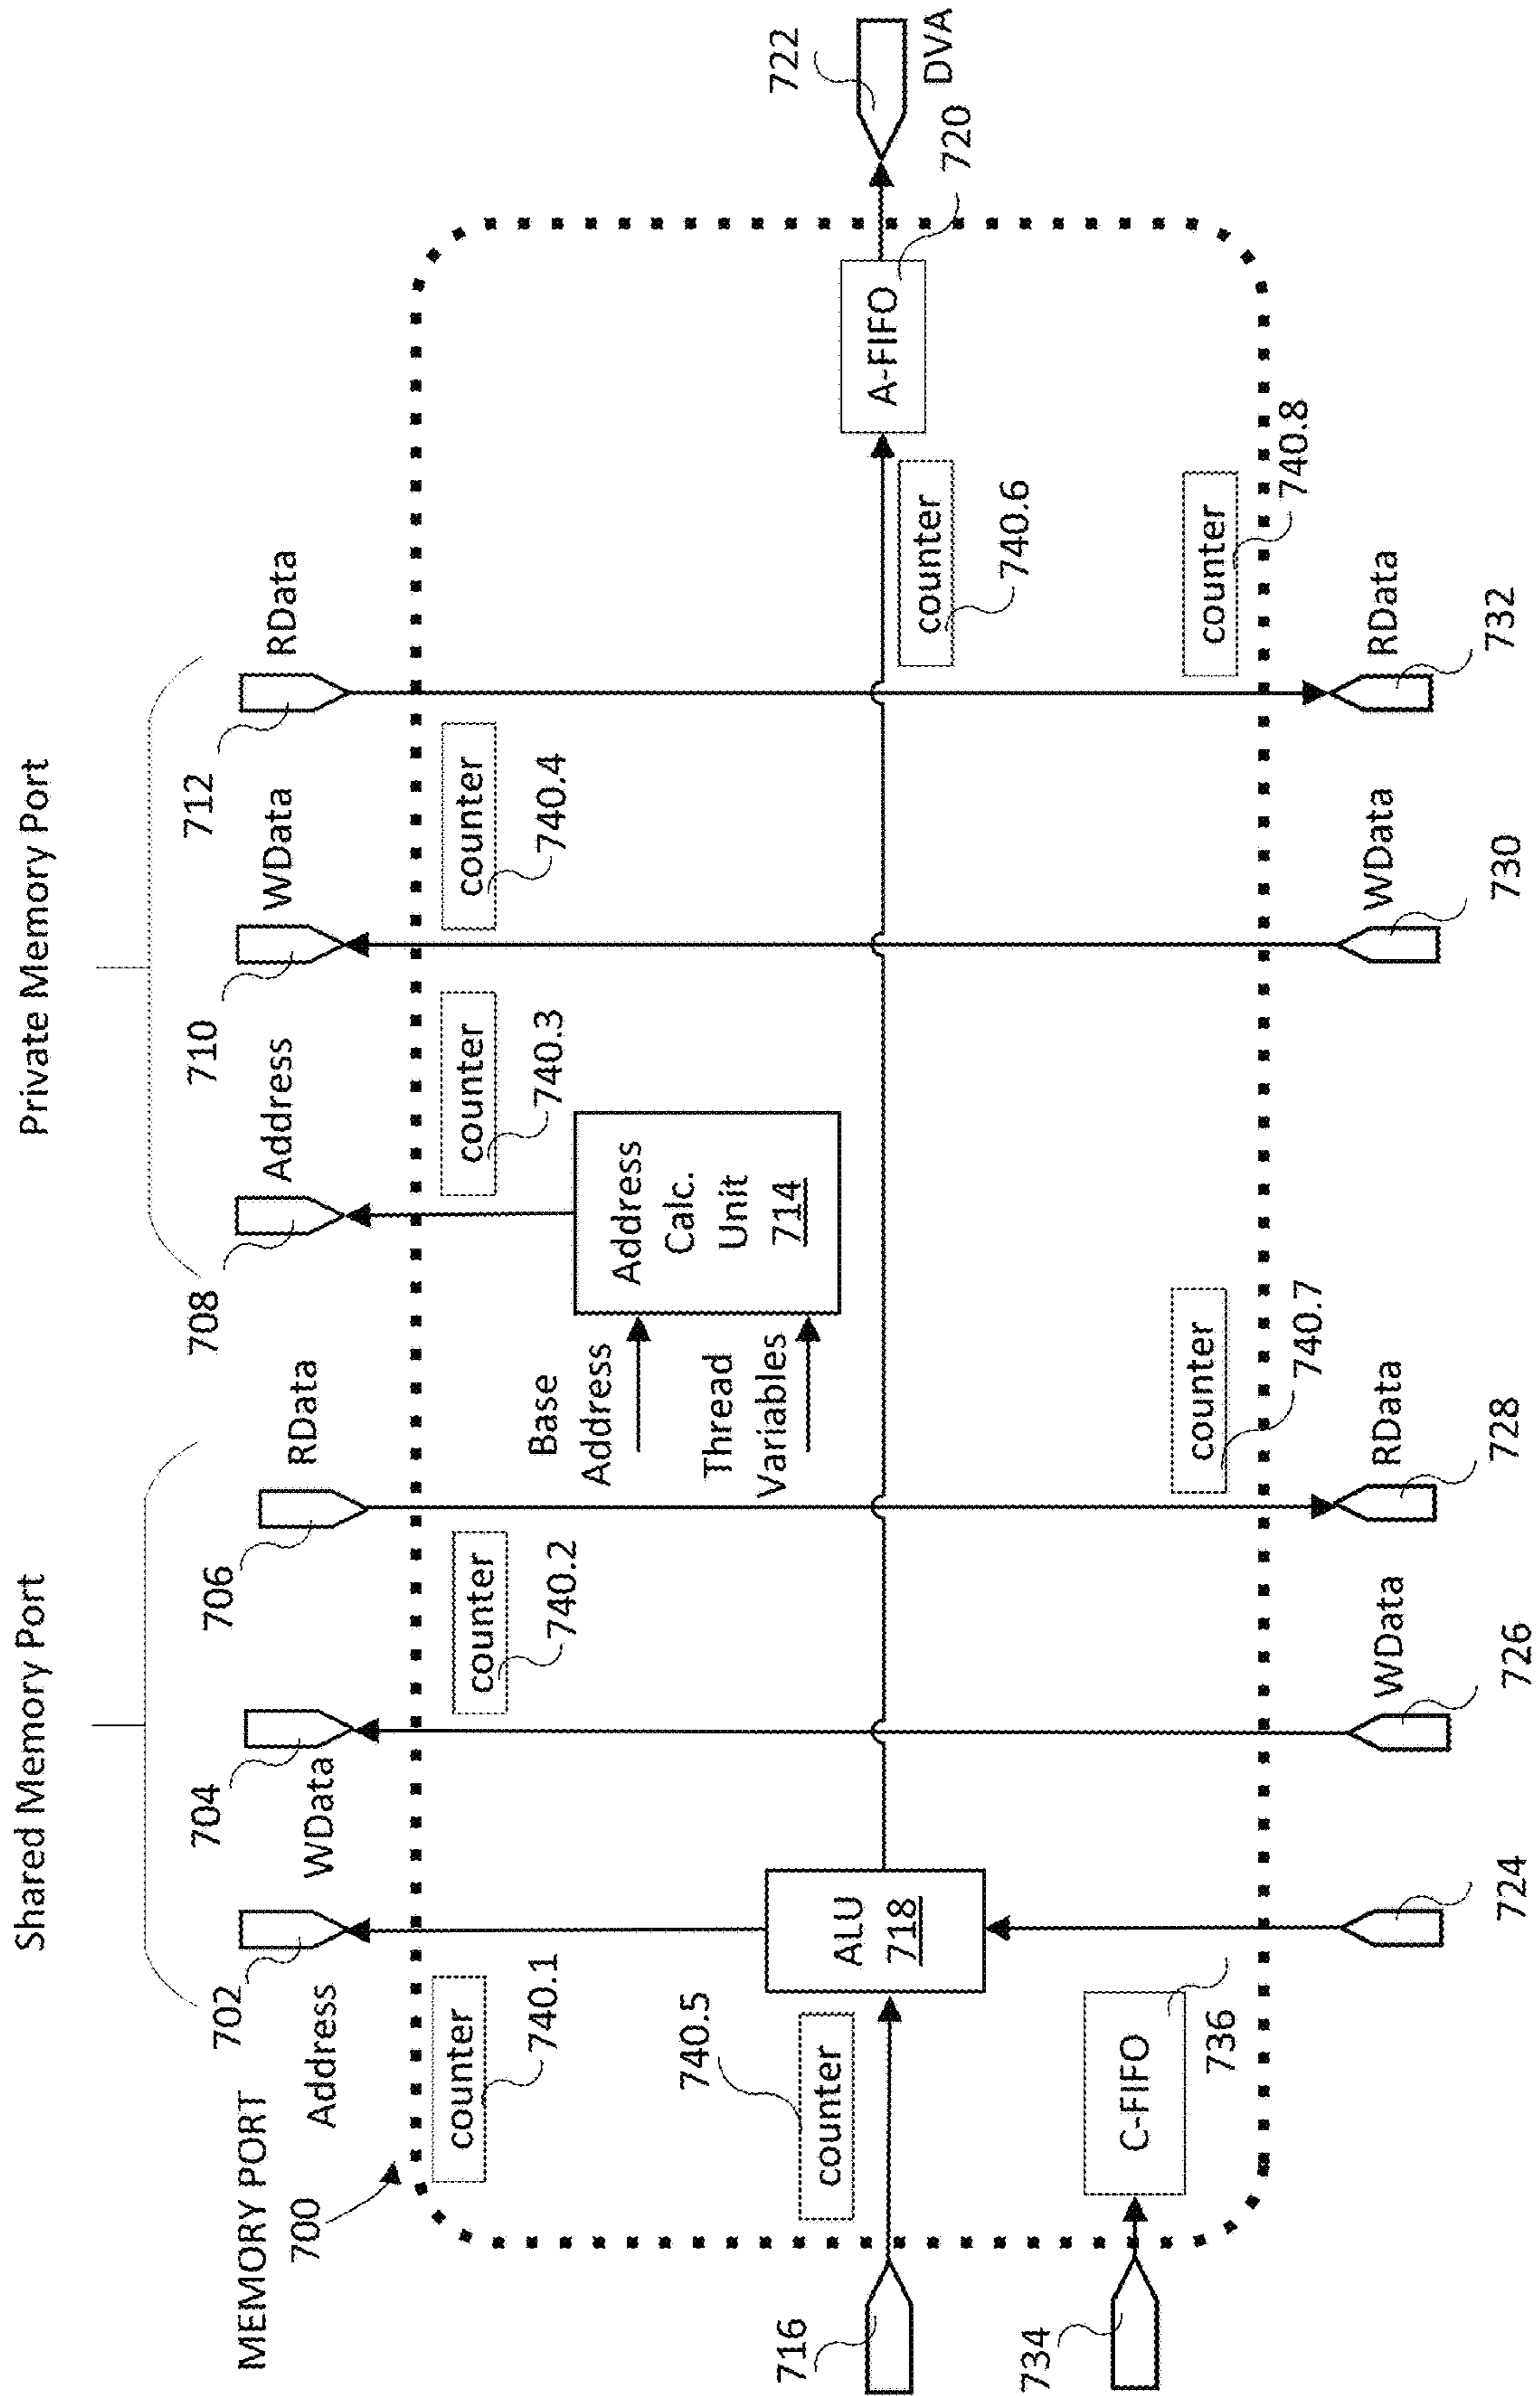 Shared Memory Port
Private Memory Port
MEMORY PORT
700
702
Address
704
WData
706
RData
708
Address
710
WData
712
RData
counter
740.1
counter
740.2
counter
740.3
counter
740.4
Base
Address
Thread
Variables
Address
Calc.
Unit
714
716
counter
740.5
ALU
718
counter
740.6
A-FIFO
720
722
DVA
734
C-FIFO
736
counter
740.7
counter
740.8
724
WData
726
RData
728
WData
730
RData
732